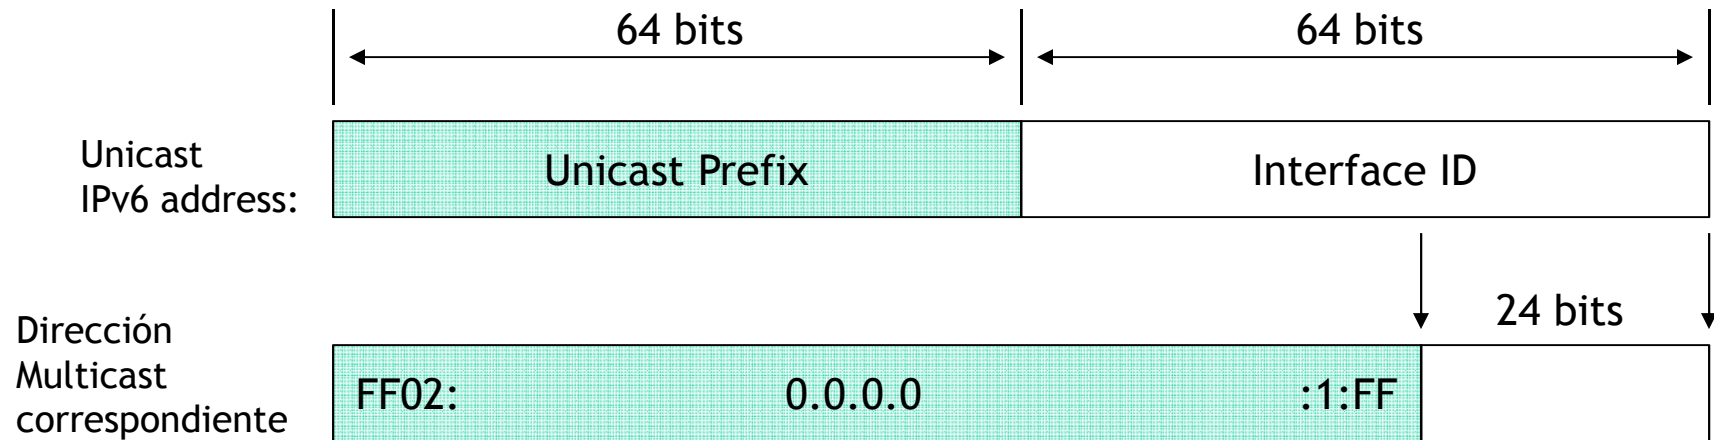 64 bits
64 bits
Unicast
IPv6 address:
Unicast Prefix
Interface ID
24 bits
Dirección
Multicast
correspondiente
FF02:
0.0.0.0
:1:FF